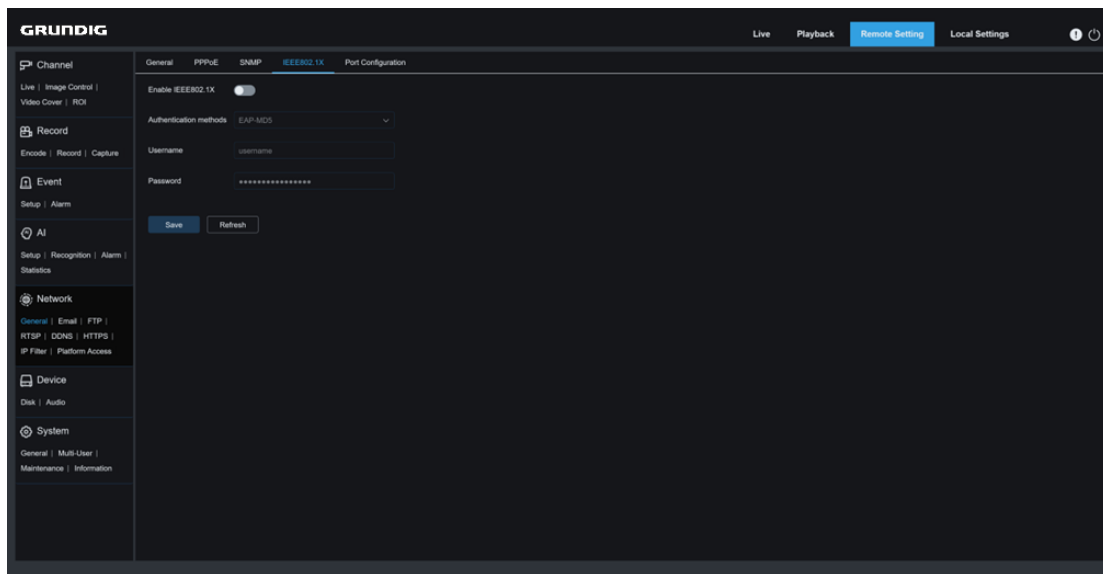 GRUNDIG
Live Playback Remote Setting Local Settings
Channel
Live | Image Control |
Video Cover | ROI
Record
Encode | Record | Capture
Event
Setup | Alarm
AI
Setup | Recognition | Alarm |
Statistics
Network
General | Email | FTP |
RTSP | DDNS | HTTPS |
IP Filter | Platform Access
Device
Disk | Audio
System
General | Multi-User |
Maintenance | Information
General PPPoE SNMP IEEE802.1X Port Configuration
Enable IEEE802.1X
Authentication methods EAP-MD5
Username username
Password ****************
Save Refresh